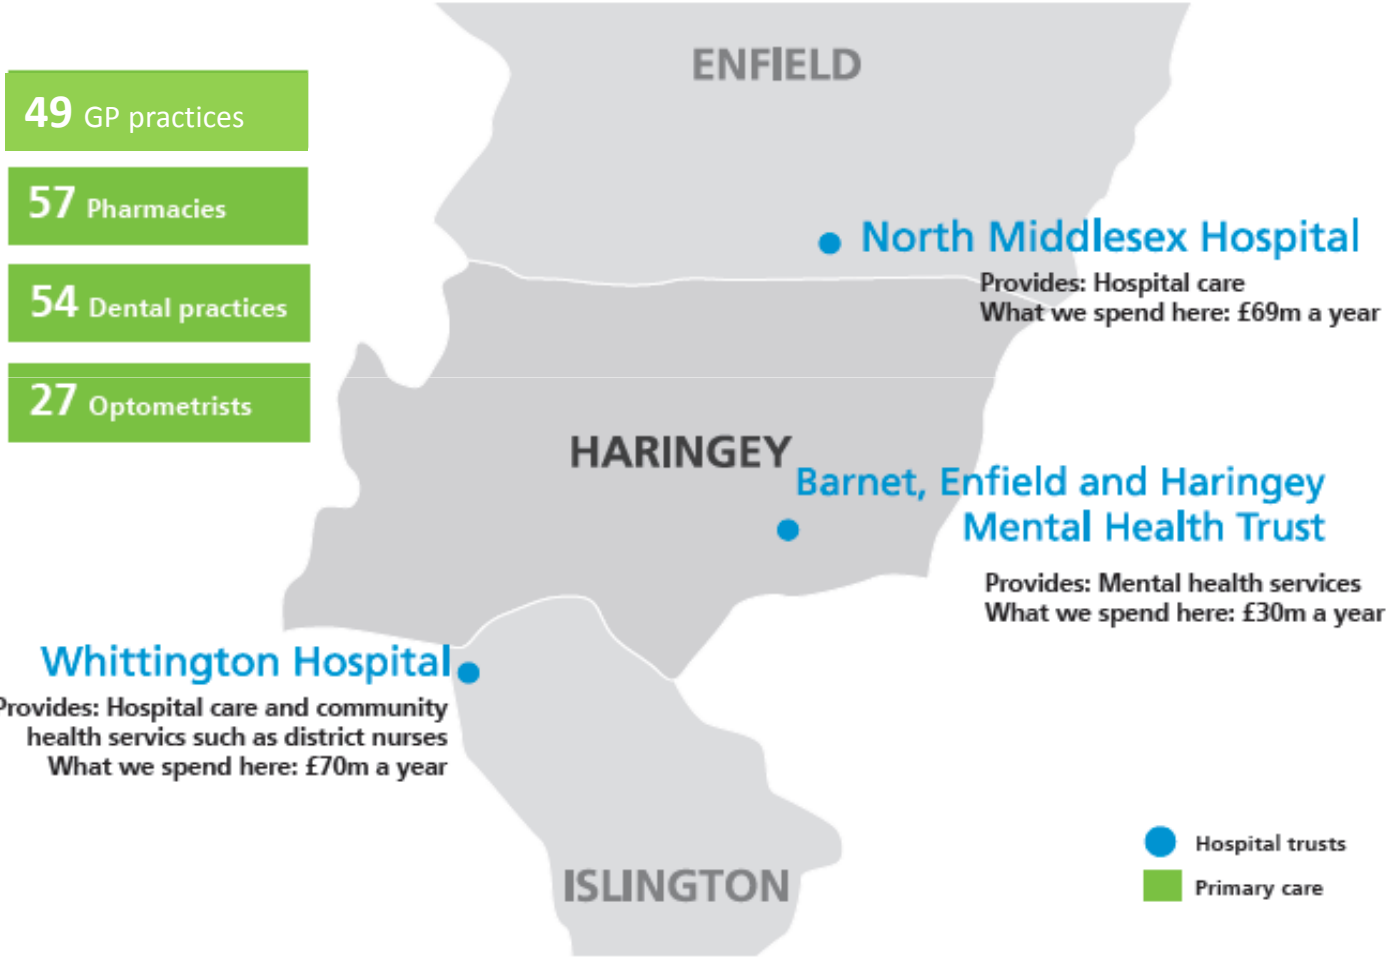 ENFIELD
49 GP practices
57 Pharmacies
54 Dental practices
27 Optometrists
North Middlesex Hospital
Provides: Hospital care
What we spend here: £69m a year
HARINGEY
Barnet, Enfield and Haringey
Mental Health Trust
Provides: Mental health services
What we spend here: £30m a year
Whittington Hospital
Provides: Hospital care and community
health servics such as district nurses
What we spend here: £70m a year
ISLINGTON
Hospital trusts
Primary care